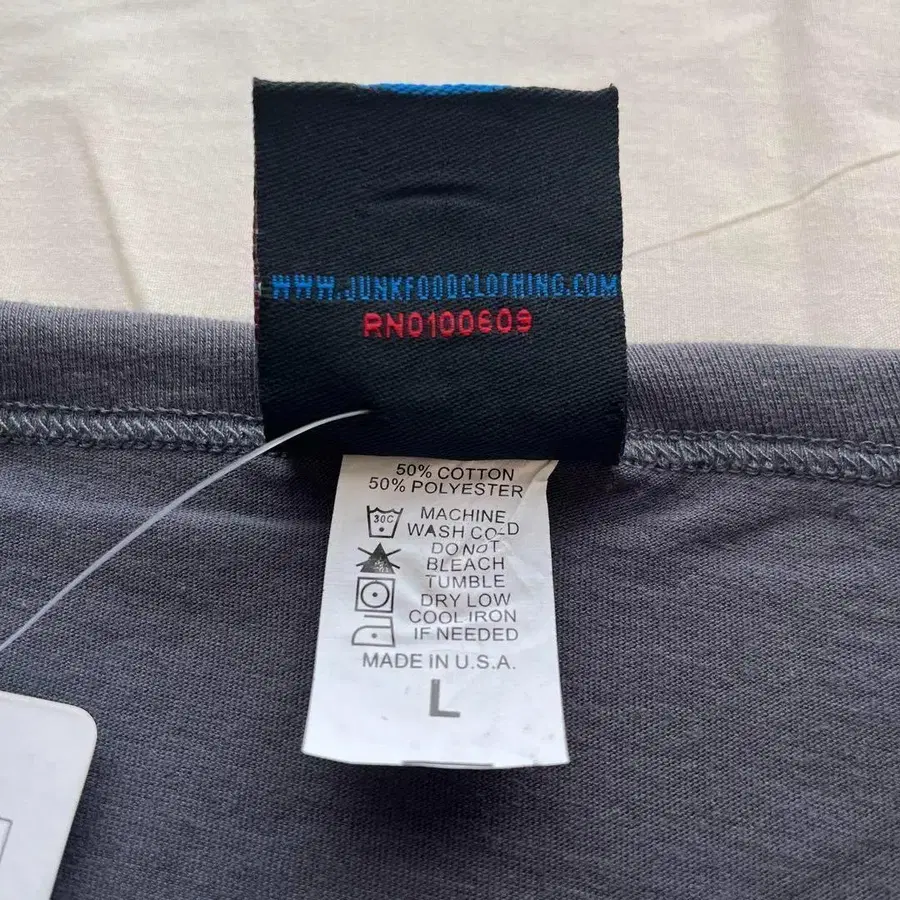 WWW.JUNKFOODCLOTHING.COM
RN0100609
50% COTTON
50% POLYESTER
30C
MACHINE
WASH COLD
DO NOT
BLEACH
TUMBLE
DRY LOW
COOL IRON
IF NEEDED
MADE IN U.S.A.
L